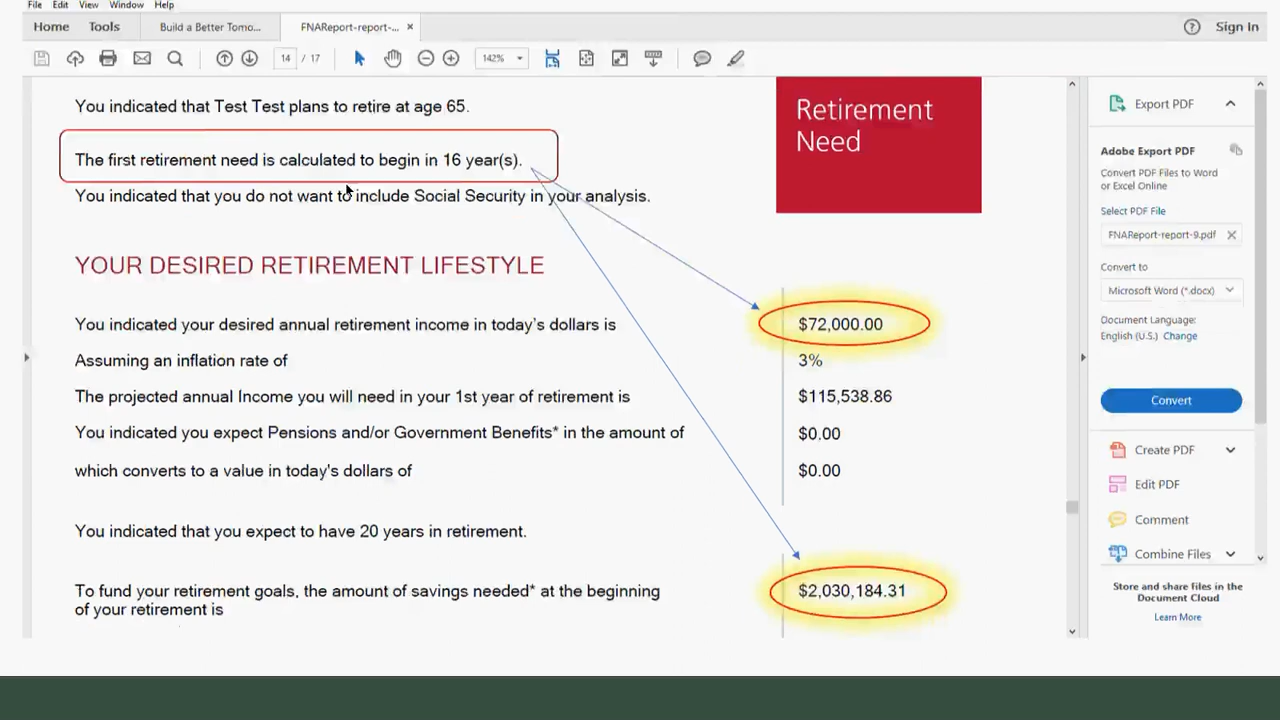 File Edit View Window Help
Home Tools Build a Better Tomo... FNAReport-report-... × Sign In
14 / 17 142%
You indicated that Test Test plans to retire at age 65.
The first retirement need is calculated to begin in 16 year(s).
You indicated that you do not want to include Social Security in your analysis.
Retirement
Need
YOUR DESIRED RETIREMENT LIFESTYLE
You indicated your desired annual retirement income in today's dollars is $72,000.00
Assuming an inflation rate of 3%
The projected annual Income you will need in your 1st year of retirement is $115,538.86
You indicated you expect Pensions and/or Government Benefits* in the amount of $0.00
which converts to a value in today's dollars of $0.00
You indicated that you expect to have 20 years in retirement.
To fund your retirement goals, the amount of savings needed* at the beginning $2,030,184.31
of your retirement is
Export PDF
Adobe Export PDF
Convert PDF Files to Word
or Excel Online
Select PDF File
FNAReport-report-9.pdf
Convert to
Microsoft Word (*.docx)
Document Language:
English (U.S.) Change
Convert
Create PDF
Edit PDF
Comment
Combine Files
Store and share files in the
Document Cloud
Learn More